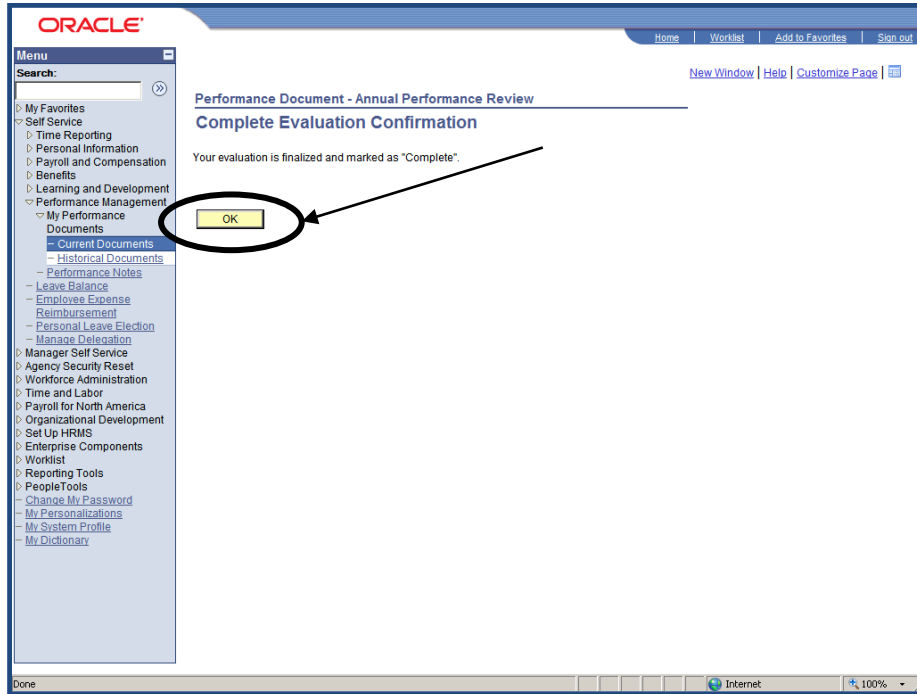 ORACLE
Home | Worklist | Add to Favorites | Sign out
Menu
Search:
New Window | Help | Customize Page |
My Favorites
Self Service
Time Reporting
Personal Information
Payroll and Compensation
Benefits
Learning and Development
Performance Management
My Performance
Documents
– Current Documents
– Historical Documents
– Performance Notes
– Leave Balance
– Employee Expense
Reimbursement
– Personal Leave Election
– Manage Delegation
Manager Self Service
Agency Security Reset
Workforce Administration
Time and Labor
Payroll for North America
Organizational Development
Set Up HRMS
Enterprise Components
Worklist
Reporting Tools
PeopleTools
– Change My Password
– My Personalizations
– My System Profile
– My Dictionary
Performance Document - Annual Performance Review
Complete Evaluation Confirmation
Your evaluation is finalized and marked as "Complete".
OK
Done
Internet
100%